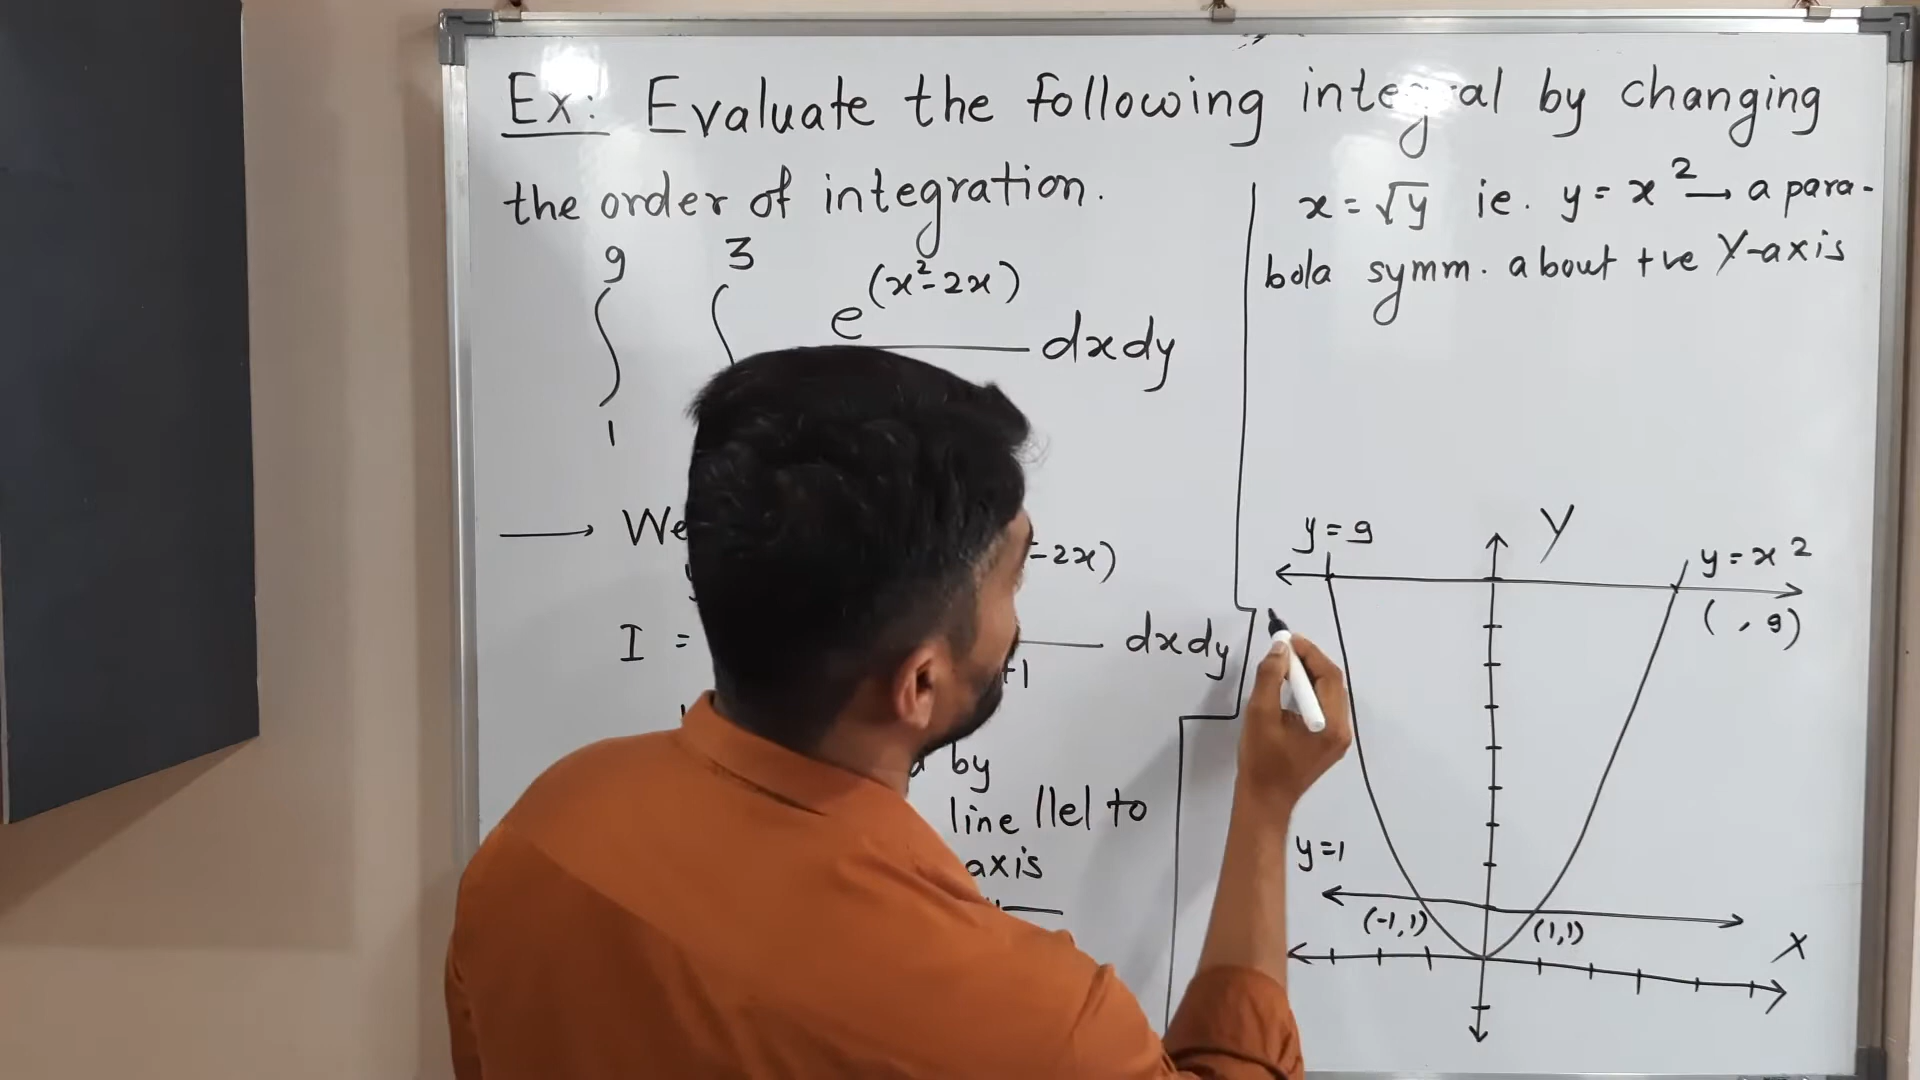 Ex: Evaluate the following integral by changing
the order of integration.
9 3
∫ ∫ e^(x²-2x) dxdy
1
→ We
-2x)
I = dxdy
+1
by
line llel to
axis
x = √y ie. y = x² → a para-
bola symm. about +ve Y-axis
y = 9
Y
y = x²
( , 9)
y=1
(-1,1)
(1,1)
X